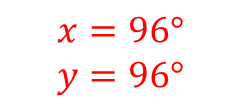 x = 96°
y = 96°